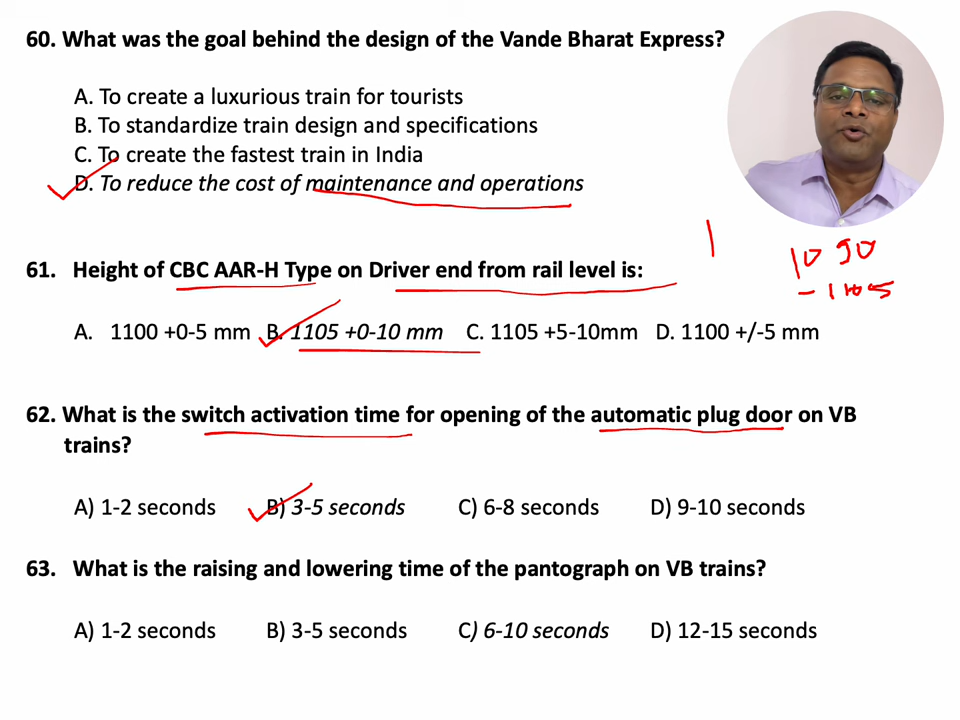 60. What was the goal behind the design of the Vande Bharat Express?
A. To create a luxurious train for tourists
B. To standardize train design and specifications
C. To create the fastest train in India
D. To reduce the cost of maintenance and operations
1090
- 1105
61. Height of CBC AAR-H Type on Driver end from rail level is:
A. 1100 +0-5 mm B. 1105 +0-10 mm C. 1105 +5-10mm D. 1100 +/-5 mm
62. What is the switch activation time for opening of the automatic plug door on VB
trains?
A) 1-2 seconds B) 3-5 seconds C) 6-8 seconds D) 9-10 seconds
63. What is the raising and lowering time of the pantograph on VB trains?
A) 1-2 seconds B) 3-5 seconds C) 6-10 seconds D) 12-15 seconds